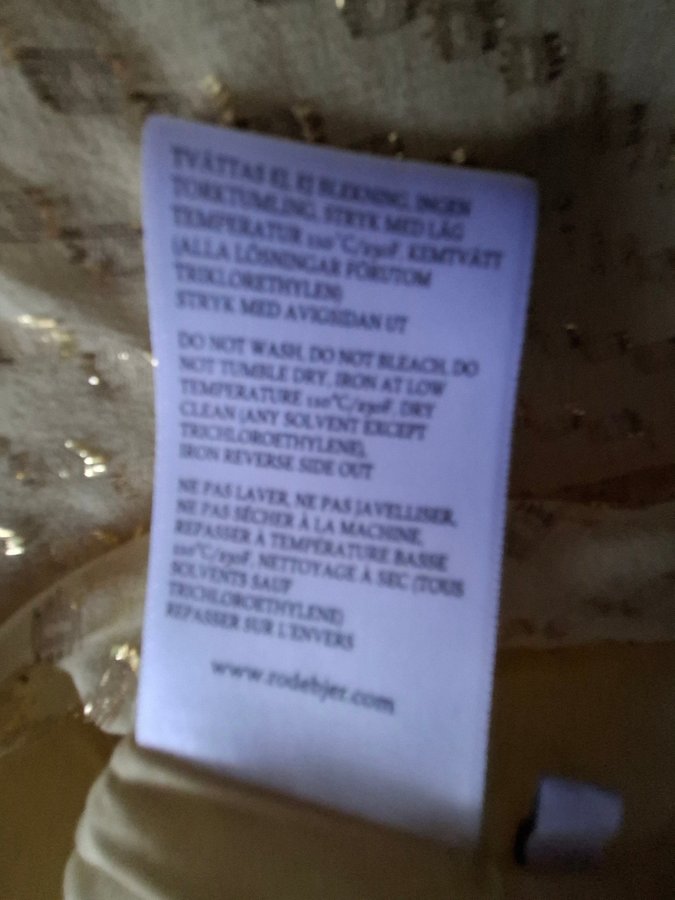 TVÄTTAS EJ, EJ BLEKNING, INGEN
TORKTUMLING, STRYK MED LÅG
TEMPERATUR 110°C/230F. KEMTVÄTT
(ALLA LÖSNINGAR FÖRUTOM
TRIKLORETHYLEN)
STRYK MED AVIGSIDAN UT
DO NOT WASH, DO NOT BLEACH, DO
NOT TUMBLE DRY, IRON AT LOW
TEMPERATURE 110°C/230F. DRY
CLEAN (ANY SOLVENT EXCEPT
TRICHLOROETHYLENE),
IRON REVERSE SIDE OUT
NE PAS LAVER, NE PAS JAVELLISER,
NE PAS SÉCHER À LA MACHINE,
REPASSER À TEMPÉRATURE BASSE
110°C/230F. NETTOYAGE À SEC (TOUS
SOLVENTS SAUF
TRICHLOROETHYLENE)
REPASSER SUR L'ENVERS
www.rodebjer.com